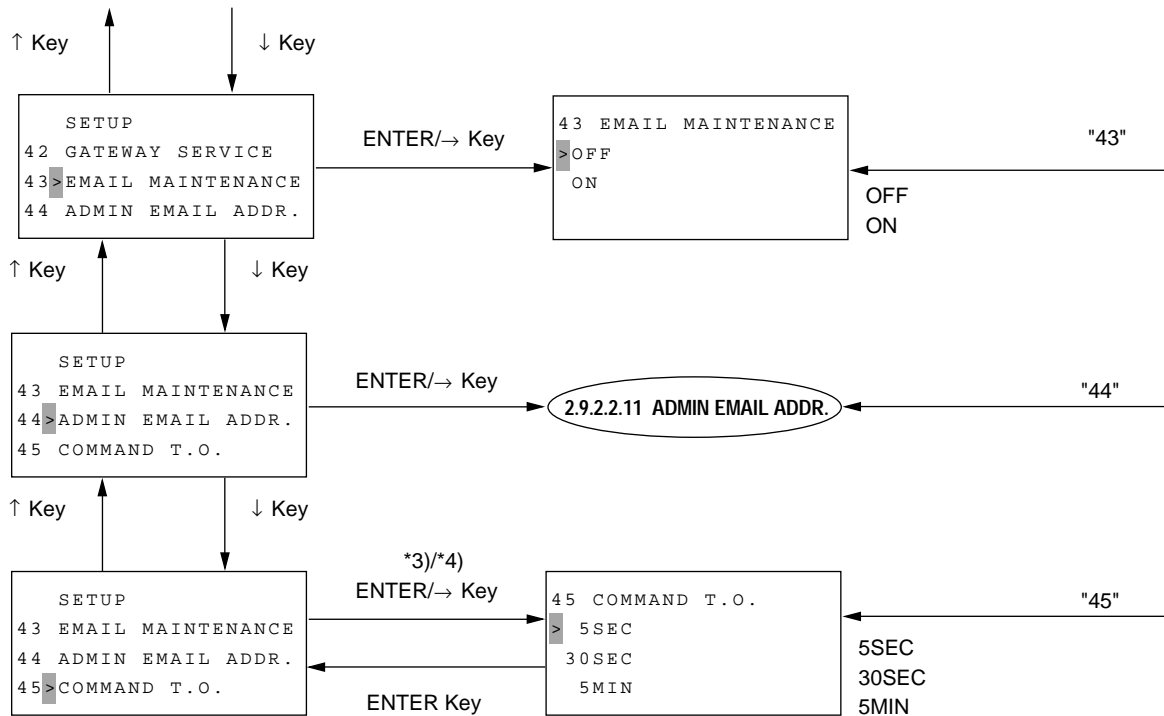 ↑ Key
↓ Key
SETUP
42 GATEWAY SERVICE
43>EMAIL MAINTENANCE
44 ADMIN EMAIL ADDR.
ENTER/→ Key
43 EMAIL MAINTENANCE
>OFF
ON
"43"
OFF
ON
↑ Key
↓ Key
SETUP
43 EMAIL MAINTENANCE
44>ADMIN EMAIL ADDR.
45 COMMAND T.O.
ENTER/→ Key
2.9.2.2.11 ADMIN EMAIL ADDR.
"44"
↑ Key
↓ Key
SETUP
43 EMAIL MAINTENANCE
44 ADMIN EMAIL ADDR.
45>COMMAND T.O.
*3)/*4)
ENTER/→ Key
ENTER Key
45 COMMAND T.O.
> 5SEC
30SEC
5MIN
"45"
5SEC
30SEC
5MIN